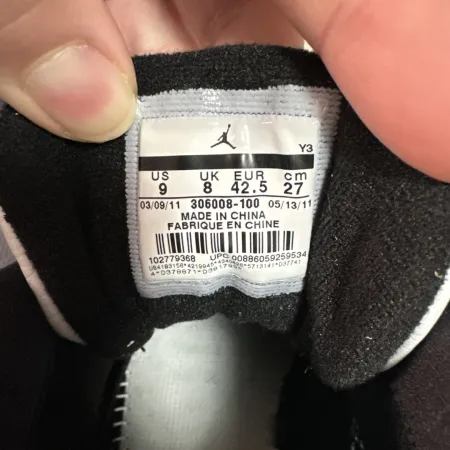 Y3
US UK EUR cm
9 8 42.5 27
03/09/11 306008-100 05/13/11
MADE IN CHINA
FABRIQUE EN CHINE
102779368 UPC 00886059259534